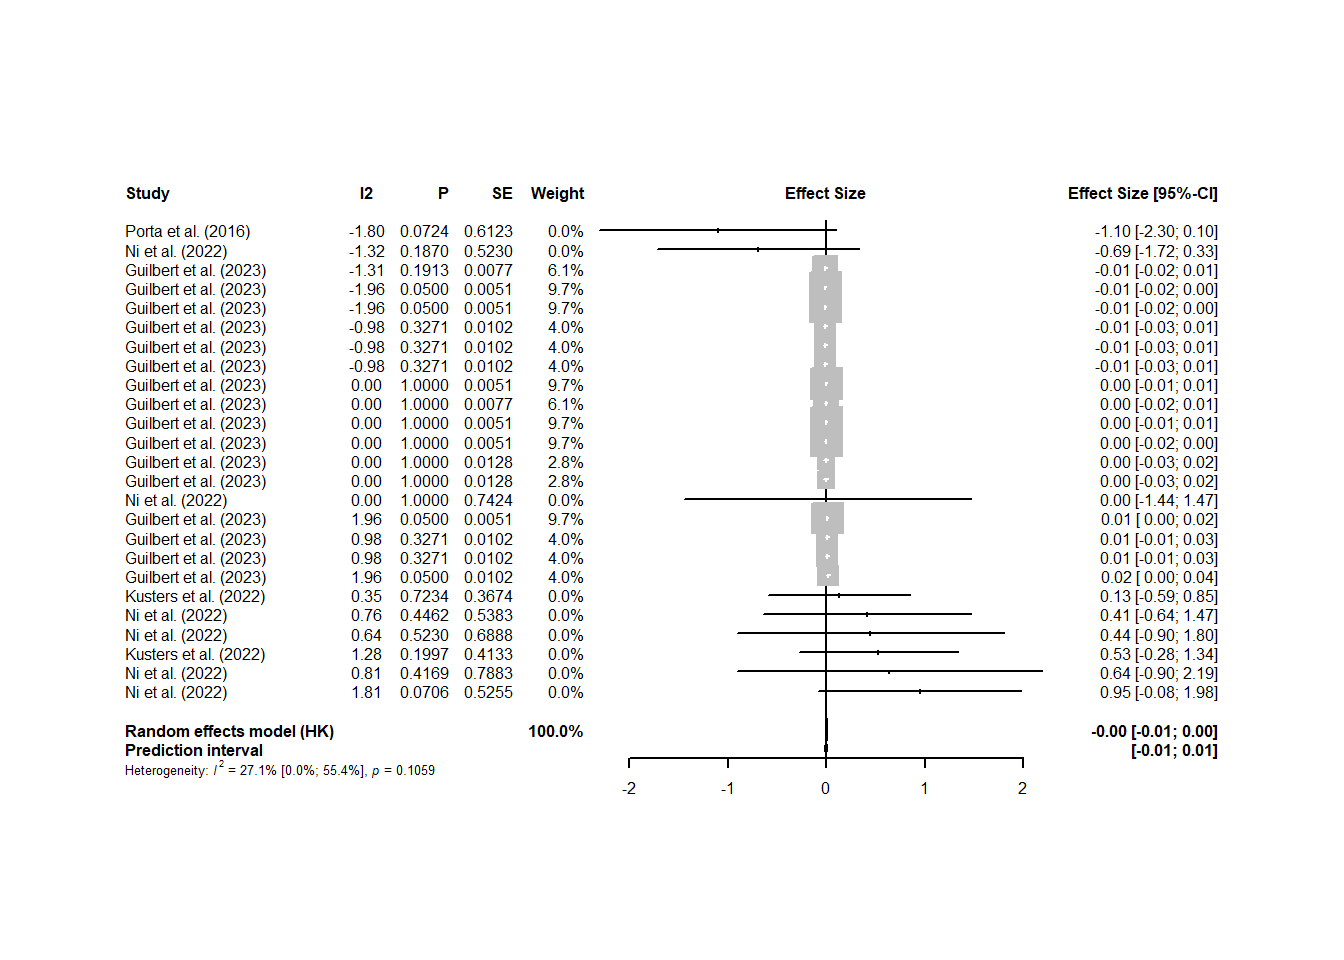 Study I2 P SE Weight Effect Size Effect Size [95%-CI]
Porta et al. (2016) -1.80 0.0724 0.6123 0.0% -1.10 [-2.30; 0.10]
Ni et al. (2022) -1.32 0.1870 0.5230 0.0% -0.69 [-1.72; 0.33]
Guilbert et al. (2023) -1.31 0.1913 0.0077 6.1% -0.01 [-0.02; 0.01]
Guilbert et al. (2023) -1.96 0.0500 0.0051 9.7% -0.01 [-0.02; 0.00]
Guilbert et al. (2023) -1.96 0.0500 0.0051 9.7% -0.01 [-0.02; 0.00]
Guilbert et al. (2023) -0.98 0.3271 0.0102 4.0% -0.01 [-0.03; 0.01]
Guilbert et al. (2023) -0.98 0.3271 0.0102 4.0% -0.01 [-0.03; 0.01]
Guilbert et al. (2023) -0.98 0.3271 0.0102 4.0% -0.01 [-0.03; 0.01]
Guilbert et al. (2023) 0.00 1.0000 0.0051 9.7% 0.00 [-0.01; 0.01]
Guilbert et al. (2023) 0.00 1.0000 0.0077 6.1% 0.00 [-0.02; 0.01]
Guilbert et al. (2023) 0.00 1.0000 0.0051 9.7% 0.00 [-0.01; 0.01]
Guilbert et al. (2023) 0.00 1.0000 0.0051 9.7% 0.00 [-0.02; 0.00]
Guilbert et al. (2023) 0.00 1.0000 0.0128 2.8% 0.00 [-0.03; 0.02]
Guilbert et al. (2023) 0.00 1.0000 0.0128 2.8% 0.00 [-0.03; 0.02]
Ni et al. (2022) 0.00 1.0000 0.7424 0.0% 0.00 [-1.44; 1.47]
Guilbert et al. (2023) 1.96 0.0500 0.0051 9.7% 0.01 [ 0.00; 0.02]
Guilbert et al. (2023) 0.98 0.3271 0.0102 4.0% 0.01 [-0.01; 0.03]
Guilbert et al. (2023) 0.98 0.3271 0.0102 4.0% 0.01 [-0.01; 0.03]
Guilbert et al. (2023) 1.96 0.0500 0.0102 4.0% 0.02 [ 0.00; 0.04]
Kusters et al. (2022) 0.35 0.7234 0.3674 0.0% 0.13 [-0.59; 0.85]
Ni et al. (2022) 0.76 0.4462 0.5383 0.0% 0.41 [-0.64; 1.47]
Ni et al. (2022) 0.64 0.5230 0.6888 0.0% 0.44 [-0.90; 1.80]
Kusters et al. (2022) 1.28 0.1997 0.4133 0.0% 0.53 [-0.28; 1.34]
Ni et al. (2022) 0.81 0.4169 0.7883 0.0% 0.64 [-0.90; 2.19]
Ni et al. (2022) 1.81 0.0706 0.5255 0.0% 0.95 [-0.08; 1.98]
Random effects model (HK) 100.0% -0.00 [-0.01; 0.00]
Prediction interval [-0.01; 0.01]
Heterogeneity: I² = 27.1% [0.0%; 55.4%], p = 0.1059
-2 -1 0 1 2